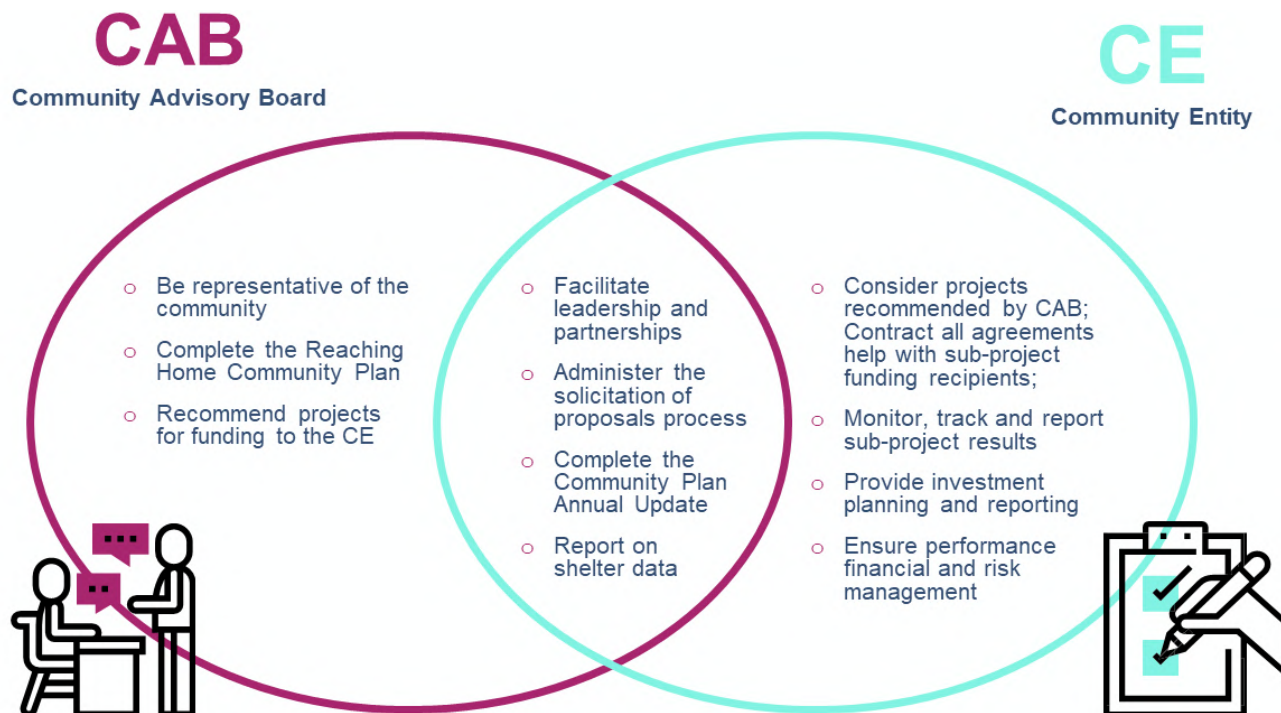 CAB
Community Advisory Board
CE
Community Entity
o Be representative of the
community
o Complete the Reaching
Home Community Plan
o Recommend projects
for funding to the CE
o Facilitate
leadership and
partnerships
o Administer the
solicitation of
proposals process
o Complete the
Community Plan
Annual Update
o Report on
shelter data
o Consider projects
recommended by CAB;
Contract all agreements
help with sub-project
funding recipients;
o Monitor, track and report
sub-project results
o Provide investment
planning and reporting
o Ensure performance
financial and risk
management